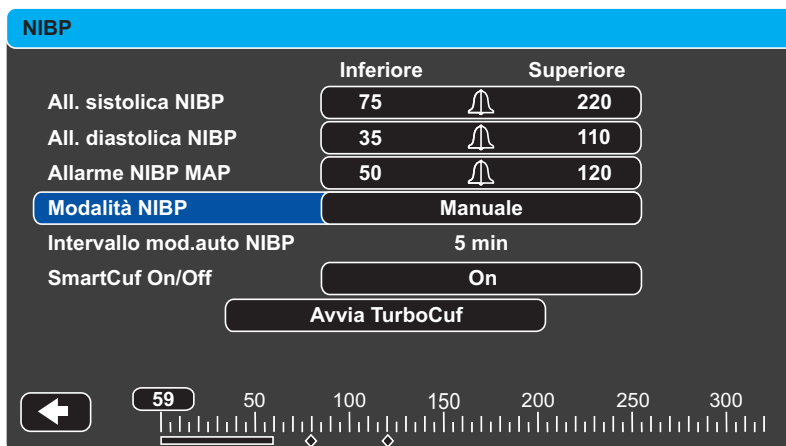 NIBP
Inferiore Superiore
All. sistolica NIBP 75 220
All. diastolica NIBP 35 110
Allarme NIBP MAP 50 120
Modalità NIBP Manuale
Intervallo mod.auto NIBP 5 min
SmartCuf On/Off On
Avvia TurboCuf
59 50 100 150 200 250 300